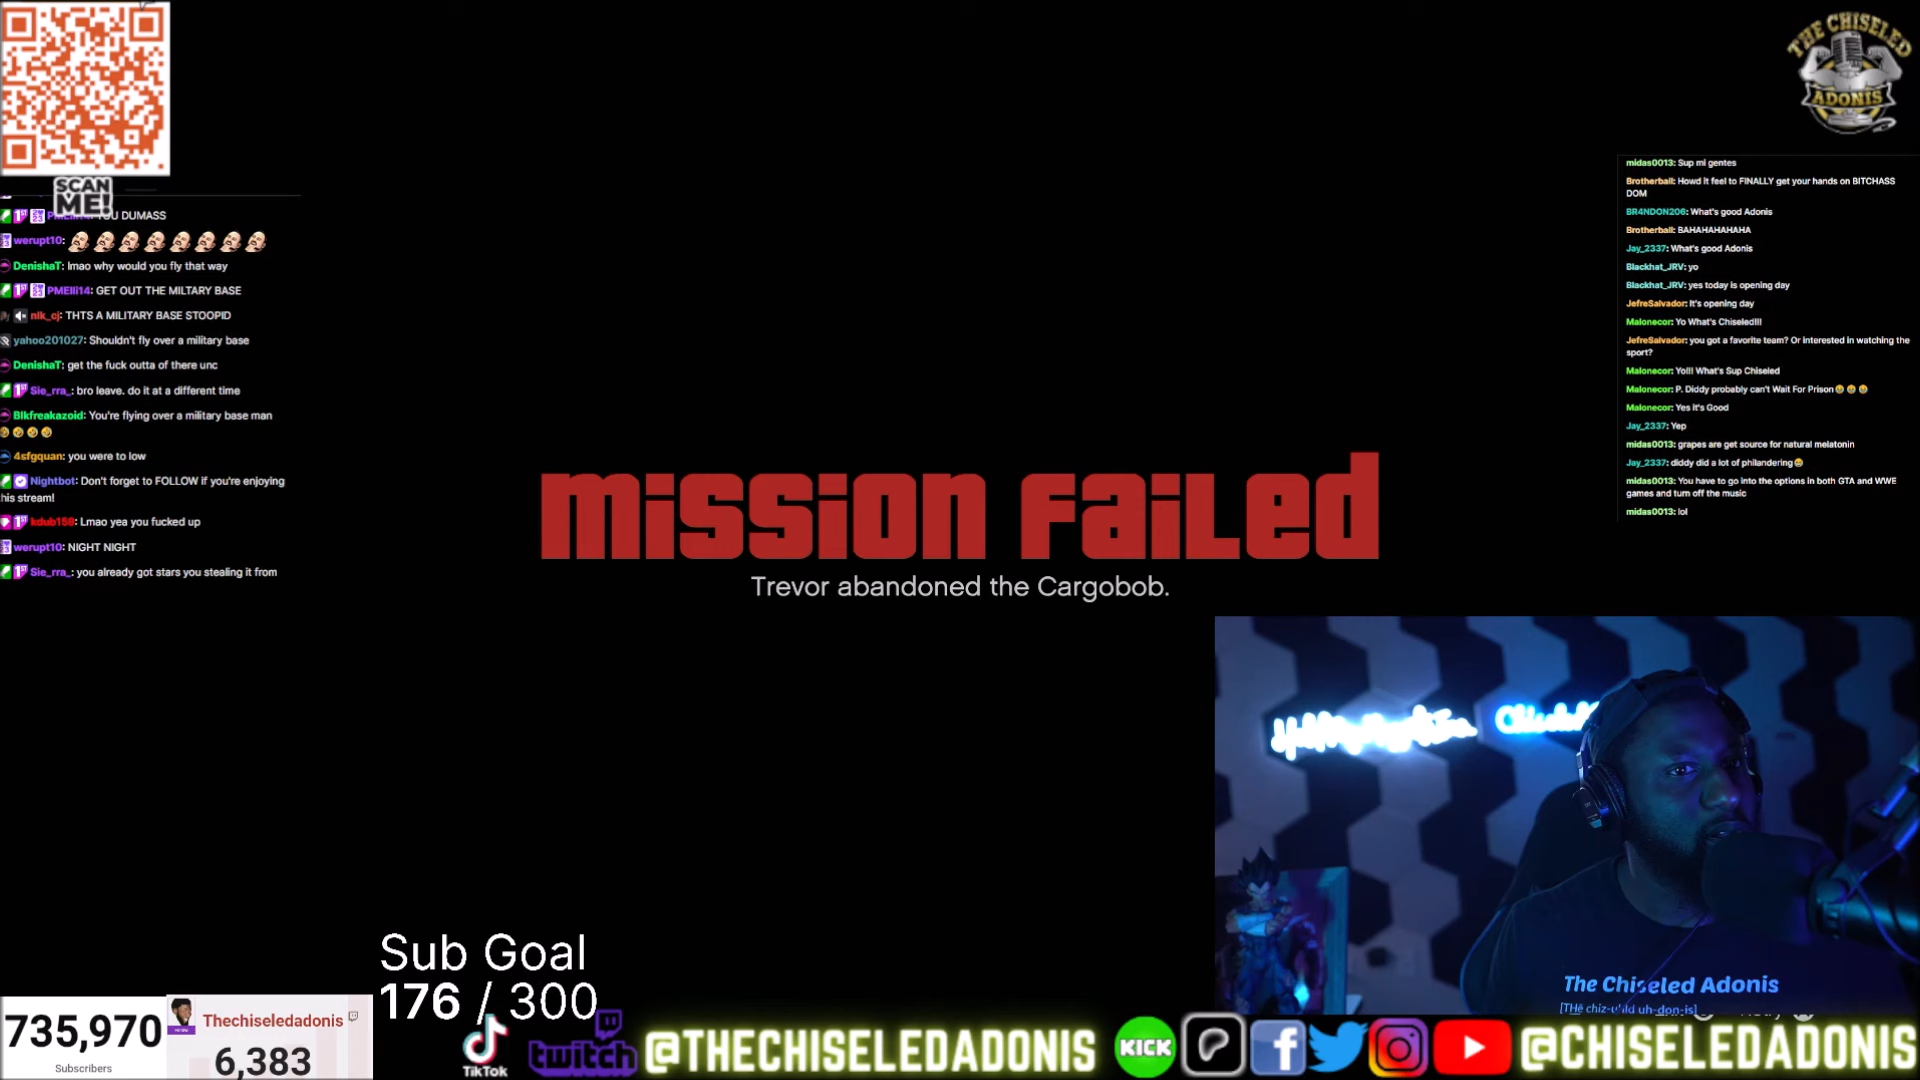 SCAN
ME!
YOU DUMASS
werupt10:
DenishaT: lmao why would you fly that way
PMElli14: GET OUT THE MILTARY BASE
nik_cj: THTS A MILITARY BASE STOOPID
yahoo201027: Shouldn't fly over a military base
DenishaT: get the fuck outta of there unc
Sie_rra_: bro leave. do it at a different time
Blkfreakazoid: You're flying over a military base man
4sfgquan: you were to low
Nightbot: Don't forget to FOLLOW if you're enjoying
his stream!
kdub158: Lmao yea you fucked up
werupt10: NIGHT NIGHT
Sie_rra_: you already got stars you stealing it from
THE CHISELED
ADONIS
midas0013: Sup mi gentes
Brotherball: Howd it feel to FINALLY get your hands on BITCHASS
DOM
BR4NDON206: What's good Adonis
Brotherball: BAHAHAHAHAHA
Jay_2337: What's good Adonis
Blackhat_JRV: yo
Blackhat_JRV: yes today is opening day
JefreSalvador: It's opening day
Malonecor: Yo What's Chiseled!!!
JefreSalvador: you got a favorite team? Or interested in watching the
sport?
Malonecor: Yo!!! What's Sup Chiseled
Malonecor: P. Diddy probably can't Wait For Prison
Malonecor: Yes It's Good
Jay_2337: Yep
midas0013: grapes are get source for natural melatonin
Jay_2337: diddy did a lot of philandering
midas0013: You have to go into the options in both GTA and WWE
games and turn off the music
midas0013: lol
mission failed
Trevor abandoned the Cargobob.
The Chiseled Adonis
Sub Goal
176 / 300
735,970
Subscribers
Thechiseledadonis
6,383
TikTok
twitch
@THECHISELEDADONIS
KICK
@CHISELEDADONIS